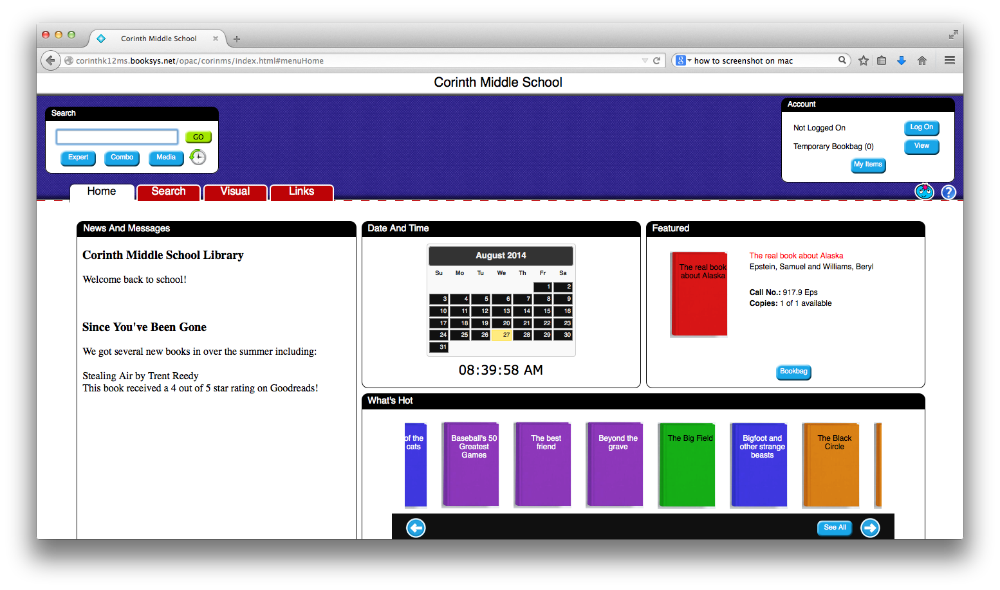 Corinth Middle School
corinthk12ms.booksys.net/opac/corinms/index.html#menuHome
how to screenshot on mac
Corinth Middle School
Search
GO
Expert Combo Media
Account
Not Logged On Log On
Temporary Bookbag (0) View
My Items
Home Search Visual Links
?
News And Messages
Corinth Middle School Library
Welcome back to school!
Since You've Been Gone
We got several new books in over the summer including:
Stealing Air by Trent Reedy
This book received a 4 out of 5 star rating on Goodreads!
Date And Time
August 2014
Su Mo Tu We Th Fr Sa
1 2
3 4 5 6 7 8 9
10 11 12 13 14 15 16
17 18 19 20 21 22 23
24 25 26 27 28 29 30
31
08:39:58 AM
Featured
The real book
about Alaska
The real book about Alaska
Epstein, Samuel and Williams, Beryl
Call No.: 917.9 Eps
Copies: 1 of 1 available
Bookbag
What's Hot
of the
cats
Baseball's 50
Greatest
Games
The best
friend
Beyond the
grave
The Big Field
Bigfoot and
other strange
beasts
The Black
Circle
See All